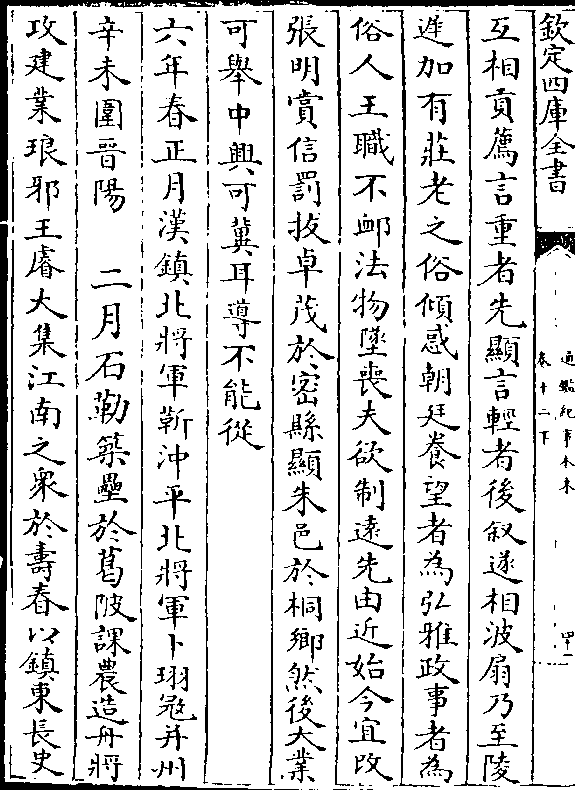 欽定四庫全書
通鑑紀事本末
卷十二下
四一
互相貢薦言重者先顯言輕者後叙遂相波扇乃至陵
遲加有莊老之俗傾惑朝廷養望者為弘雅政事者為
俗人王職不卹法物墜喪夫欲制逺先由近始今宜改
張明賞信罰拔卓茂於密縣顯朱邑於桐鄉然後大業
可舉中興可冀耳導不能從
六年春正月漢鎮北將軍靳沖平北將軍卜珝冦并州
辛未圍晉陽　二月石勒築壘於葛陂課農造舟將
攻建業琅邪王睿大集江南之衆於壽春以鎮東長史